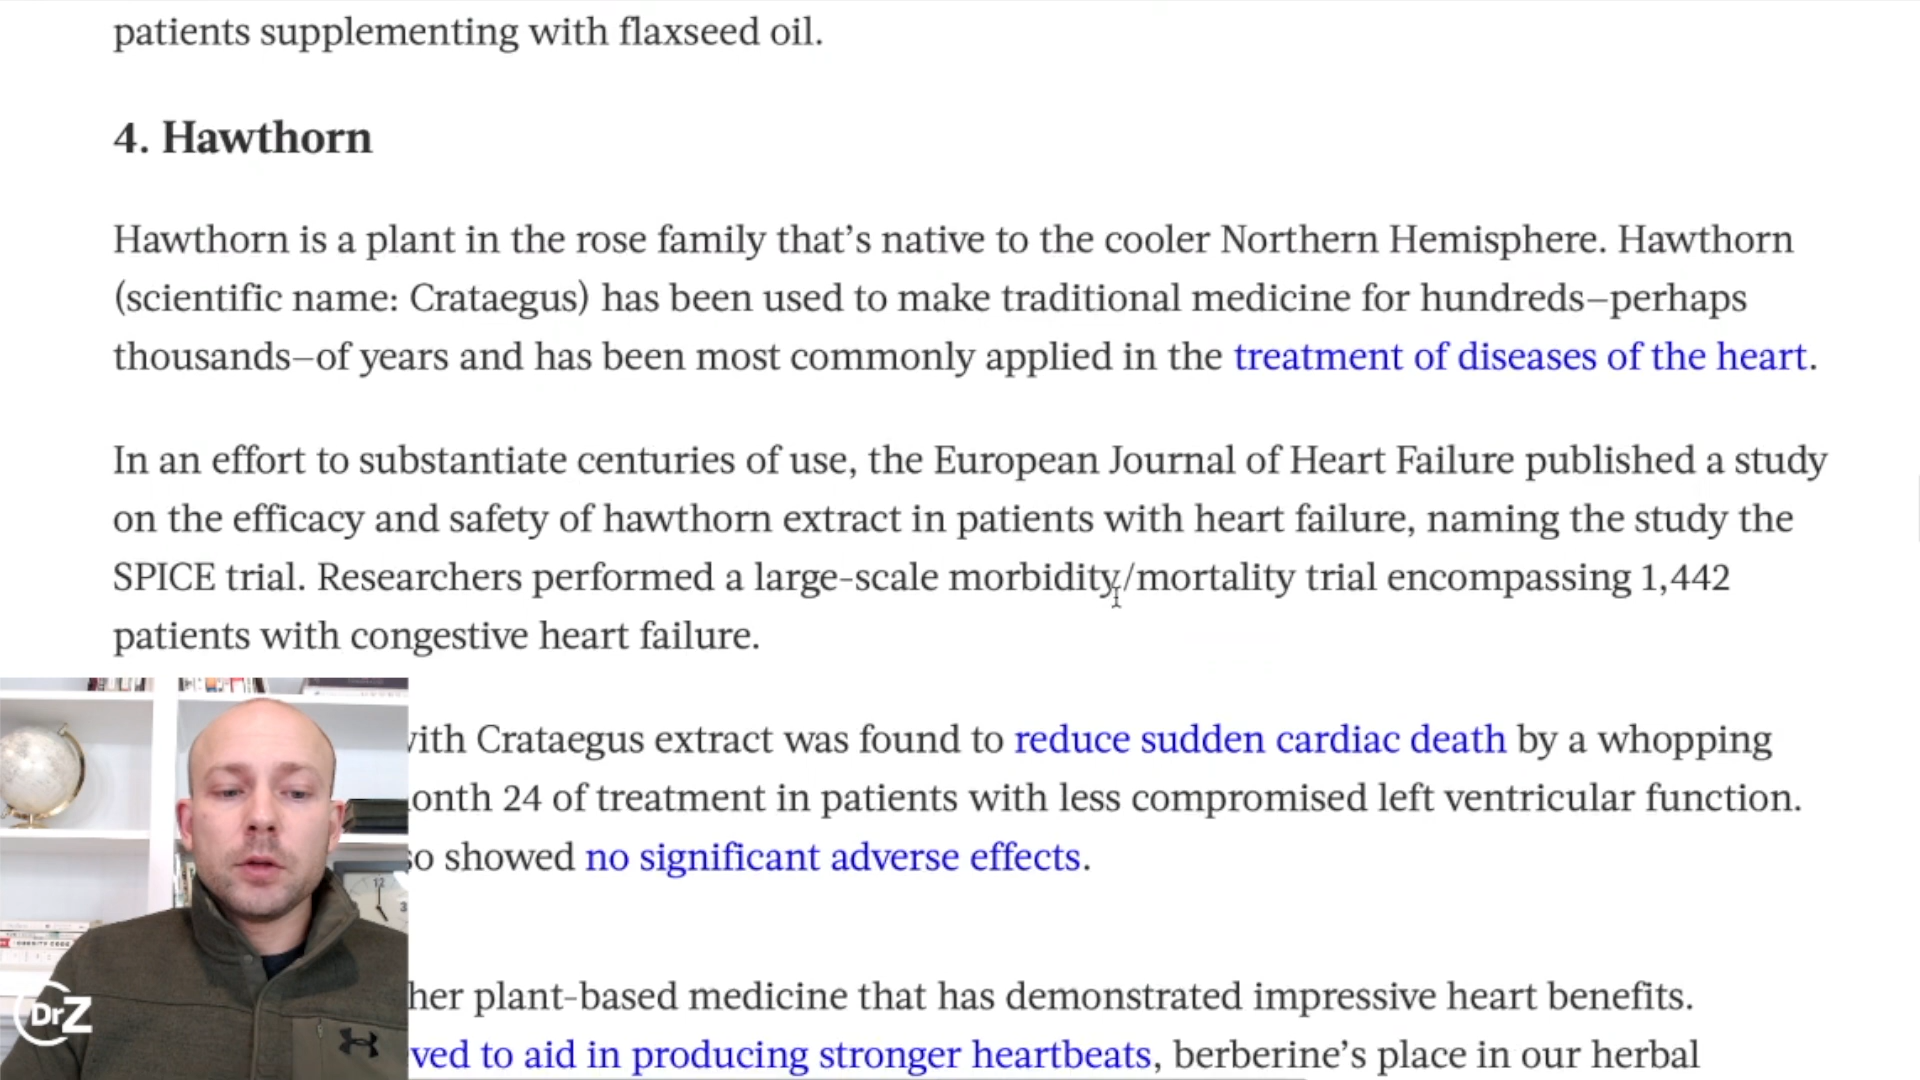 patients supplementing with flaxseed oil.
4. Hawthorn
Hawthorn is a plant in the rose family that’s native to the cooler Northern Hemisphere. Hawthorn
(scientific name: Crataegus) has been used to make traditional medicine for hundreds–perhaps
thousands–of years and has been most commonly applied in the treatment of diseases of the heart.
In an effort to substantiate centuries of use, the European Journal of Heart Failure published a study
on the efficacy and safety of hawthorn extract in patients with heart failure, naming the study the
SPICE trial. Researchers performed a large-scale morbidity/mortality trial encompassing 1,442
patients with congestive heart failure.
Crataegus extract was found to reduce sudden cardiac death by a whopping
24 of treatment in patients with less compromised left ventricular function.
showed no significant adverse effects.
plant-based medicine that has demonstrated impressive heart benefits.
to aid in producing stronger heartbeats, berberine’s place in our herbal
12
3
DrZ